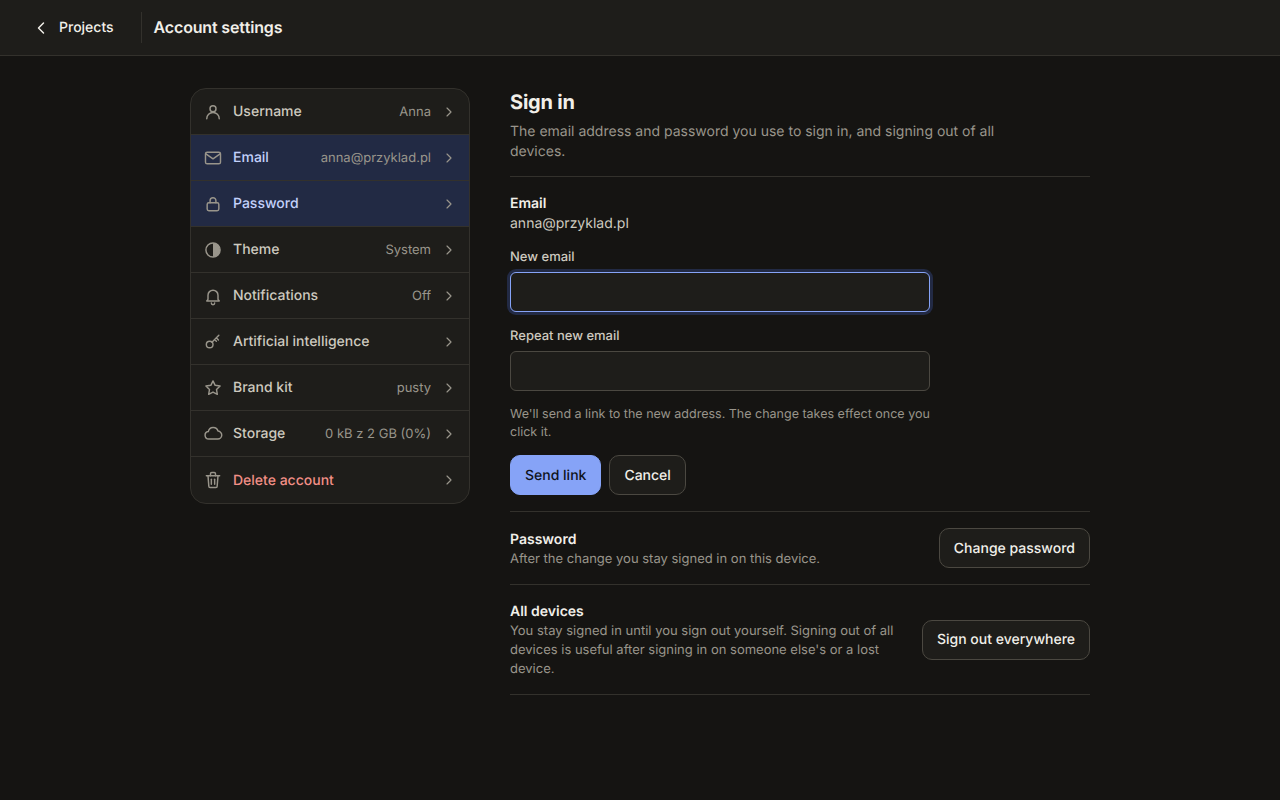 Projects
Account settings
Username Anna
Email anna@przyklad.pl
Password
Theme System
Notifications Off
Artificial intelligence
Brand kit pusty
Storage 0 kB z 2 GB (0%)
Delete account
Sign in
The email address and password you use to sign in, and signing out of all
devices.
Email
anna@przyklad.pl
New email
Repeat new email
We'll send a link to the new address. The change takes effect once you
click it.
Send link
Cancel
Password
After the change you stay signed in on this device.
Change password
All devices
You stay signed in until you sign out yourself. Signing out of all
devices is useful after signing in on someone else's or a lost
device.
Sign out everywhere